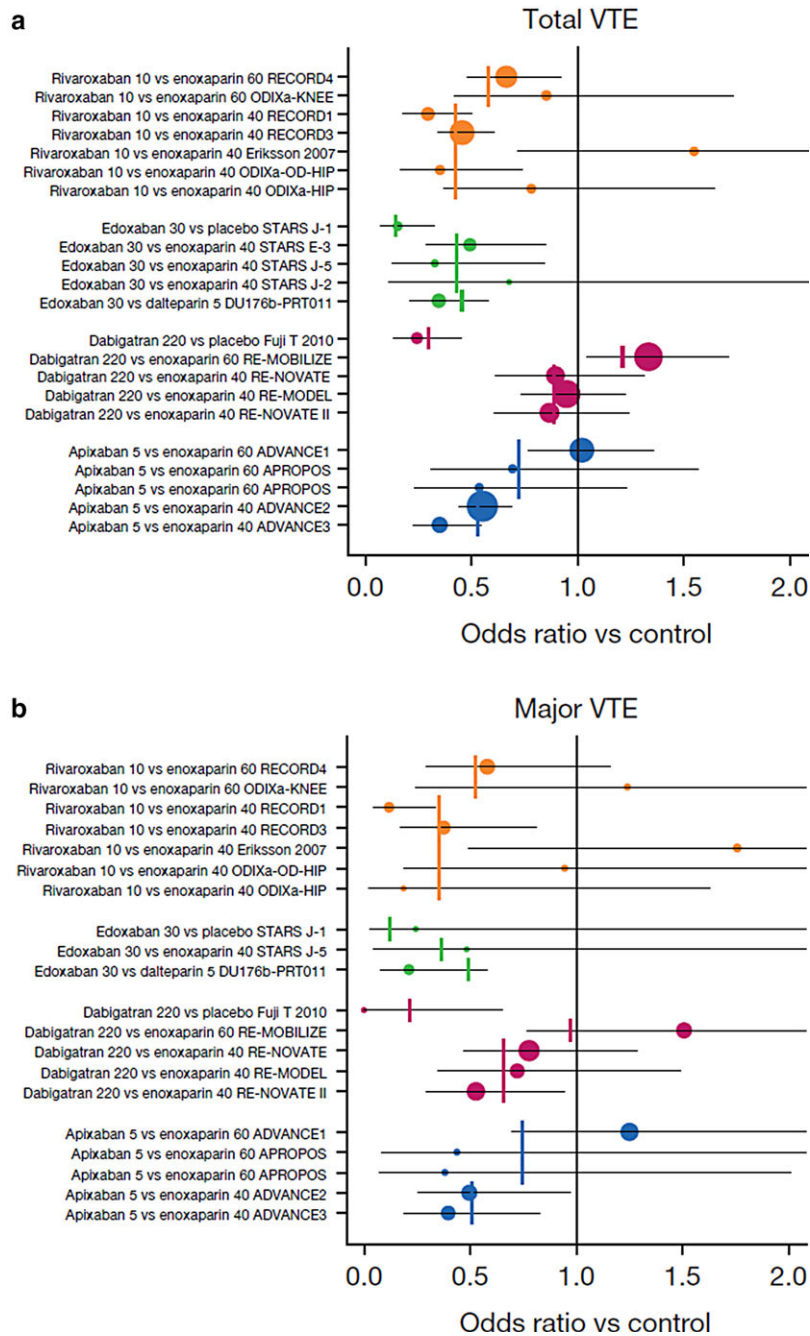 a
Total VTE
Rivaroxaban 10 vs enoxaparin 60 RECORD4
Rivaroxaban 10 vs enoxaparin 60 ODIXa-KNEE
Rivaroxaban 10 vs enoxaparin 40 RECORD1
Rivaroxaban 10 vs enoxaparin 40 RECORD3
Rivaroxaban 10 vs enoxaparin 40 Eriksson 2007
Rivaroxaban 10 vs enoxaparin 40 ODIXa-OD-HIP
Rivaroxaban 10 vs enoxaparin 40 ODIXa-HIP
Edoxaban 30 vs placebo STARS J-1
Edoxaban 30 vs enoxaparin 40 STARS E-3
Edoxaban 30 vs enoxaparin 40 STARS J-5
Edoxaban 30 vs enoxaparin 40 STARS J-2
Edoxaban 30 vs dalteparin 5 DU176b-PRT011
Dabigatran 220 vs placebo Fuji T 2010
Dabigatran 220 vs enoxaparin 60 RE-MOBILIZE
Dabigatran 220 vs enoxaparin 40 RE-NOVATE
Dabigatran 220 vs enoxaparin 40 RE-MODEL
Dabigatran 220 vs enoxaparin 40 RE-NOVATE II
Apixaban 5 vs enoxaparin 60 ADVANCE1
Apixaban 5 vs enoxaparin 60 APROPOS
Apixaban 5 vs enoxaparin 60 APROPOS
Apixaban 5 vs enoxaparin 40 ADVANCE2
Apixaban 5 vs enoxaparin 40 ADVANCE3
0.0 0.5 1.0 1.5 2.0
Odds ratio vs control
b
Major VTE
Rivaroxaban 10 vs enoxaparin 60 RECORD4
Rivaroxaban 10 vs enoxaparin 60 ODIXa-KNEE
Rivaroxaban 10 vs enoxaparin 40 RECORD1
Rivaroxaban 10 vs enoxaparin 40 RECORD3
Rivaroxaban 10 vs enoxaparin 40 Eriksson 2007
Rivaroxaban 10 vs enoxaparin 40 ODIXa-OD-HIP
Rivaroxaban 10 vs enoxaparin 40 ODIXa-HIP
Edoxaban 30 vs placebo STARS J-1
Edoxaban 30 vs enoxaparin 40 STARS J-5
Edoxaban 30 vs dalteparin 5 DU176b-PRT011
Dabigatran 220 vs placebo Fuji T 2010
Dabigatran 220 vs enoxaparin 60 RE-MOBILIZE
Dabigatran 220 vs enoxaparin 40 RE-NOVATE
Dabigatran 220 vs enoxaparin 40 RE-MODEL
Dabigatran 220 vs enoxaparin 40 RE-NOVATE II
Apixaban 5 vs enoxaparin 60 ADVANCE1
Apixaban 5 vs enoxaparin 60 APROPOS
Apixaban 5 vs enoxaparin 60 APROPOS
Apixaban 5 vs enoxaparin 40 ADVANCE2
Apixaban 5 vs enoxaparin 40 ADVANCE3
0.0 0.5 1.0 1.5 2.0
Odds ratio vs control